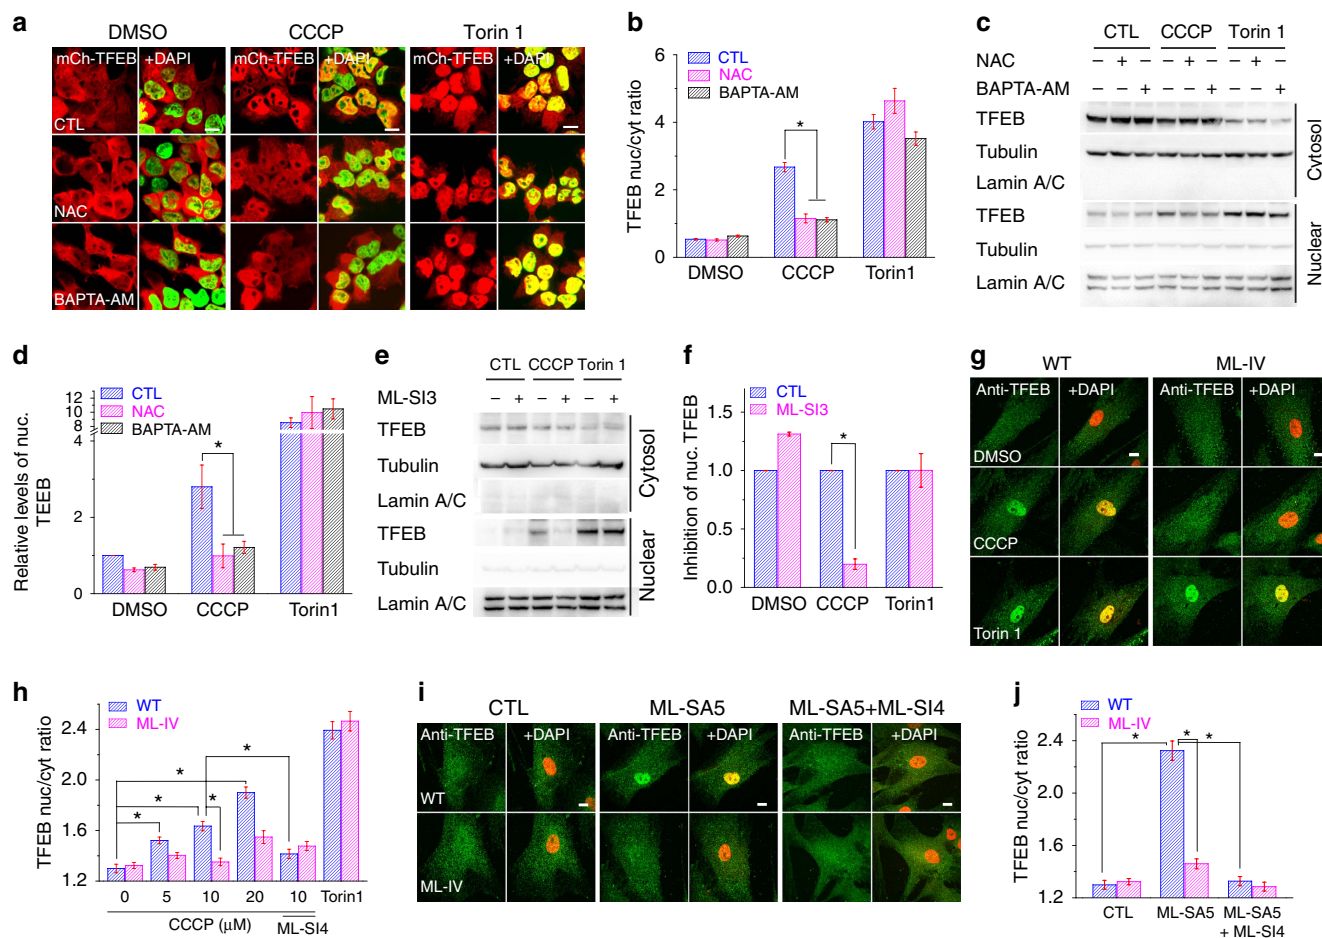 a
DMSO CCCP Torin 1
mCh-TFEB +DAPI mCh-TFEB +DAPI mCh-TFEB +DAPI
CTL
NAC
BAPTA-AM
b
TFEB nuc/cyt ratio
6
4
2
0
CTL
NAC
BAPTA-AM
*
DMSO CCCP Torin1
c
CTL CCCP Torin 1
NAC – + – – + – – + –
BAPTA-AM – – + – – + – – +
TFEB
Tubulin
Lamin A/C
Cytosol
TFEB
Tubulin
Lamin A/C
Nuclear
d
Relative levels of nuc.
TEEB
12
10
8
4
2
0
CTL
NAC
BAPTA-AM
*
DMSO CCCP Torin1
e
CTL CCCP Torin 1
ML-SI3 – + – + – +
TFEB
Tubulin
Lamin A/C
Cytosol
TFEB
Tubulin
Lamin A/C
Nuclear
f
Inhibition of nuc. TFEB
1.5
1.0
0.5
0.0
CTL
ML-SI3
*
DMSO CCCP Torin1
g
WT ML-IV
Anti-TFEB +DAPI Anti-TFEB +DAPI
DMSO
CCCP
Torin 1
h
TFEB nuc/cyt ratio
2.4
2.0
1.6
1.2
WT
ML-IV
* * * * *
0 5 10 20 10 Torin1
CCCP (μM) ML-SI4
i
CTL ML-SA5 ML-SA5+ML-SI4
Anti-TFEB +DAPI Anti-TFEB +DAPI Anti-TFEB +DAPI
WT
ML-IV
j
TFEB nuc/cyt ratio
2.4
2.0
1.6
1.2
WT
ML-IV
* * *
CTL ML-SA5 ML-SA5
+ ML-SI4